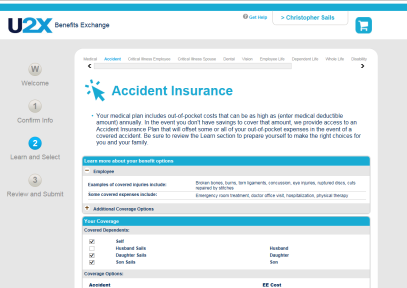 U2X Benefits Exchange
Get Help
> Christopher Sails
Medical Accident Critical Illness Employee Critical Illness Spouse Dental Vision Employee Life Dependent Life Whole Life Disability
W
Welcome
1
Confirm Info
2
Learn and Select
3
Review and Submit
Accident Insurance
• Your medical plan includes out-of-pocket costs that can be as high as (enter medical deductible
amount) annually. In the event you don't have savings to cover that amount, we provide access to an
Accident Insurance Plan that will offset some or all of your out-of-pocket expenses in the event of a
covered accident. Be sure to review the Learn Section to prepare yourself to make the right choices for
you and your family.
Learn more about your benefit options
− Employee
Examples of covered injuries include: Broken bones, burns, torn ligaments, concussion, eye injuries, ruptured discs, cuts
repaired by stitches
Some covered expenses include: Emergency room treatment, doctor office visit, hospitalization, physical therapy
+ Additional Coverage Options
Your Coverage
Covered Dependents:
Self
Husband Sails Husband
Daughter Sails Daughter
Son Sails Son
Coverage Options:
Accident EE Cost